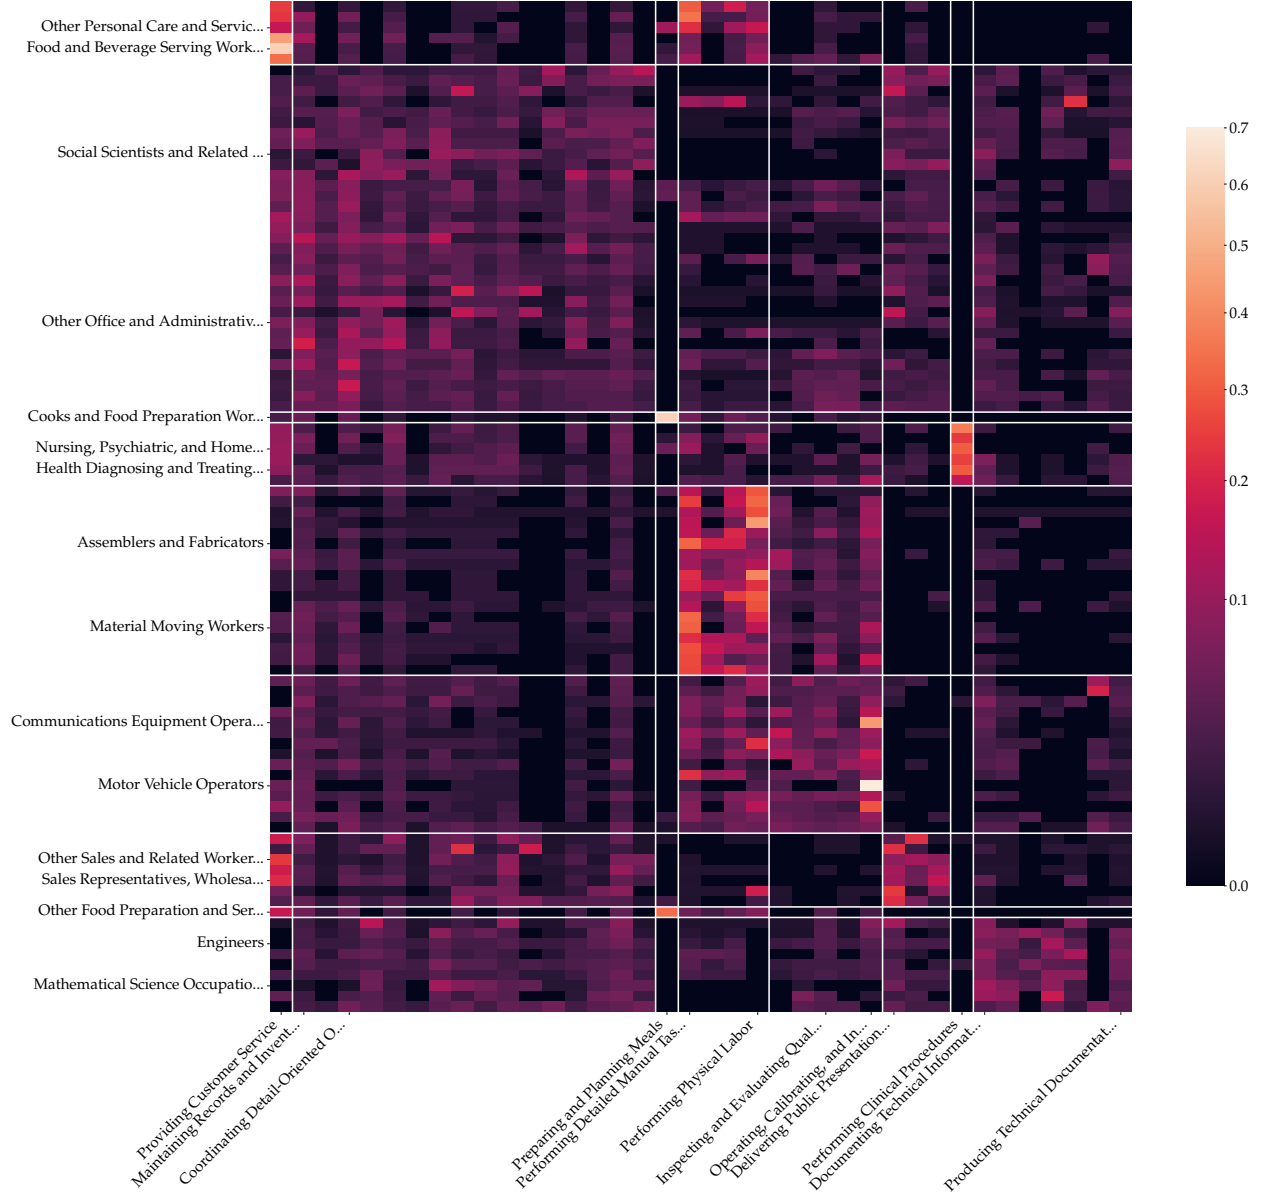 Other Personal Care and Servic...
Food and Beverage Serving Work...
Social Scientists and Related ...
Other Office and Administrativ...
Cooks and Food Preparation Wor...
Nursing, Psychiatric, and Home...
Health Diagnosing and Treating...
Assemblers and Fabricators
Material Moving Workers
Communications Equipment Opera...
Motor Vehicle Operators
Other Sales and Related Worker...
Sales Representatives, Wholesa...
Other Food Preparation and Ser...
Engineers
Mathematical Science Occupatio...
0.7
0.6
0.5
0.4
0.3
0.2
0.1
0.0
Providing Customer Service
Maintaining Records and Invent...
Coordinating Detail-Oriented O...
Preparing and Planning Meals
Performing Detailed Manual Tas...
Performing Physical Labor
Inspecting and Evaluating Qual...
Operating, Calibrating, and In...
Delivering Public Presentation...
Performing Clinical Procedures
Documenting Technical Informat...
Producing Technical Documentat...